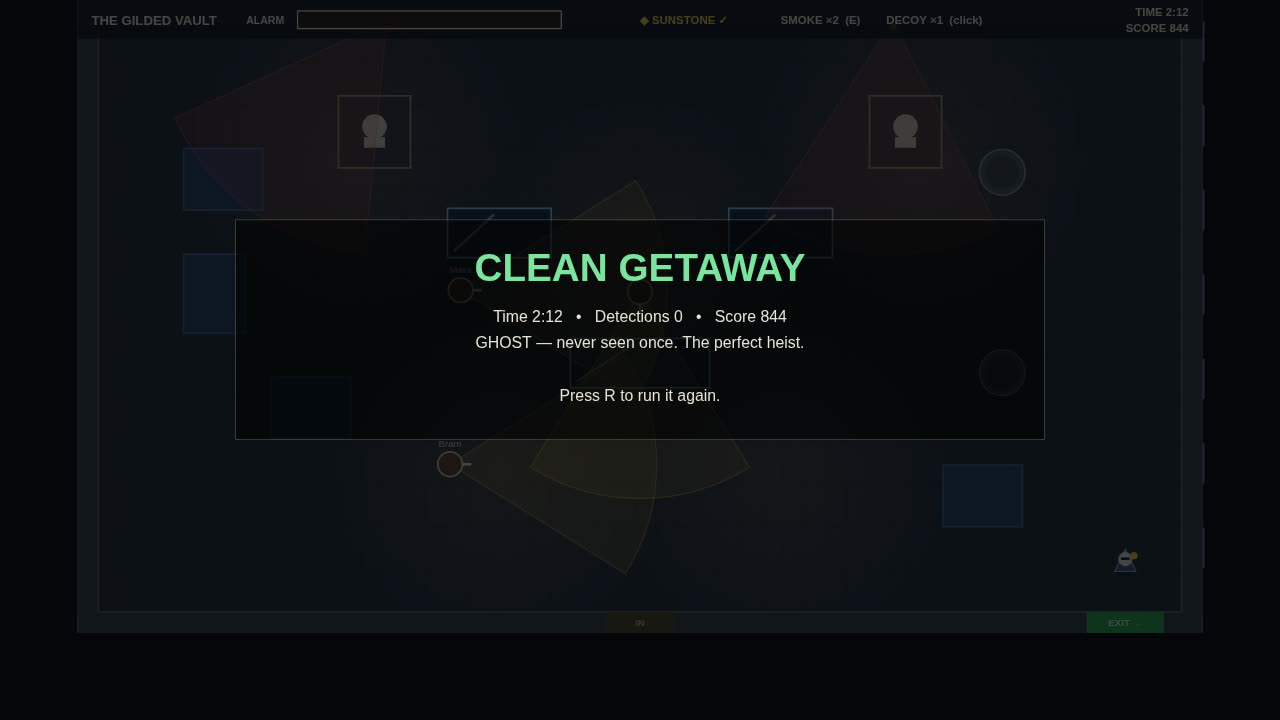 THE GILDED VAULT
ALARM
◆ SUNSTONE ✓
SMOKE ×2 (E)
DECOY ×1 (click)
TIME 2:12
SCORE 844
CLEAN GETAWAY
Time 2:12 • Detections 0 • Score 844
GHOST — never seen once. The perfect heist.
Press R to run it again.
Bram
IN
EXIT